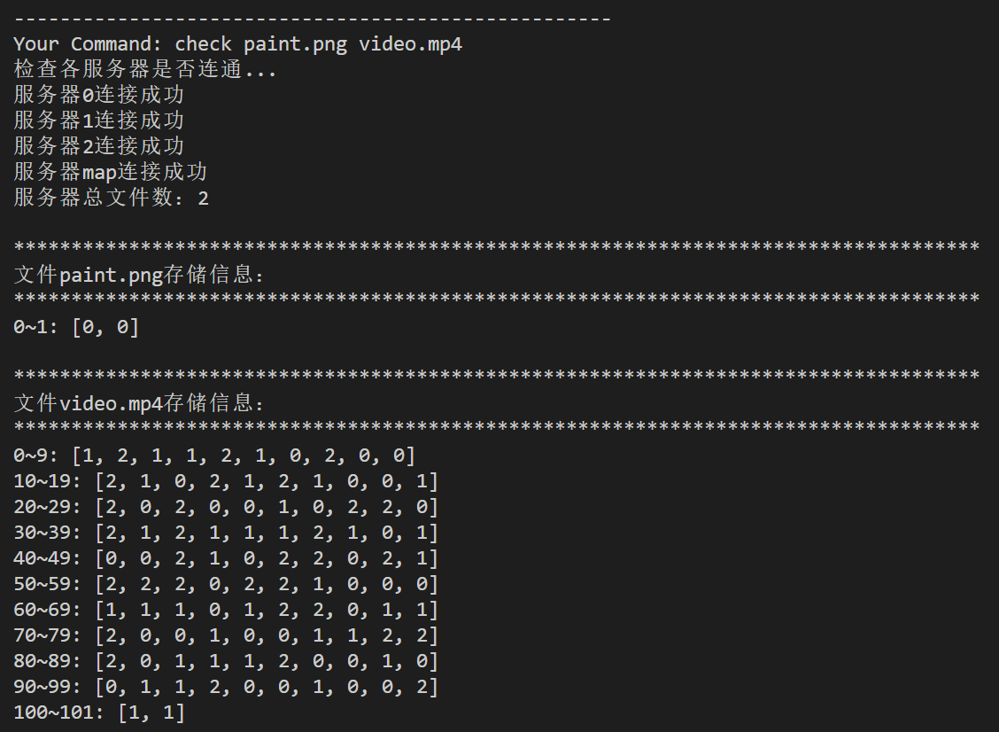 ----------------------------------------------------
Your Command: check paint.png video.mp4
检查各服务器是否连通...
服务器0连接成功
服务器1连接成功
服务器2连接成功
服务器map连接成功
服务器总文件数: 2
************************************************************************************
文件paint.png存储信息:
************************************************************************************
0~1: [0, 0]
************************************************************************************
文件video.mp4存储信息:
************************************************************************************
0~9: [1, 2, 1, 1, 2, 1, 0, 2, 0, 0]
10~19: [2, 1, 0, 2, 1, 2, 1, 0, 0, 1]
20~29: [2, 0, 2, 0, 0, 1, 0, 2, 2, 0]
30~39: [2, 1, 2, 1, 1, 1, 2, 1, 0, 1]
40~49: [0, 0, 2, 1, 0, 2, 2, 0, 2, 1]
50~59: [2, 2, 2, 0, 2, 2, 1, 0, 0, 0]
60~69: [1, 1, 1, 0, 1, 2, 2, 0, 1, 1]
70~79: [2, 0, 0, 1, 0, 0, 1, 1, 2, 2]
80~89: [2, 0, 1, 1, 1, 2, 0, 0, 1, 0]
90~99: [0, 1, 1, 2, 0, 0, 1, 0, 0, 2]
100~101: [1, 1]